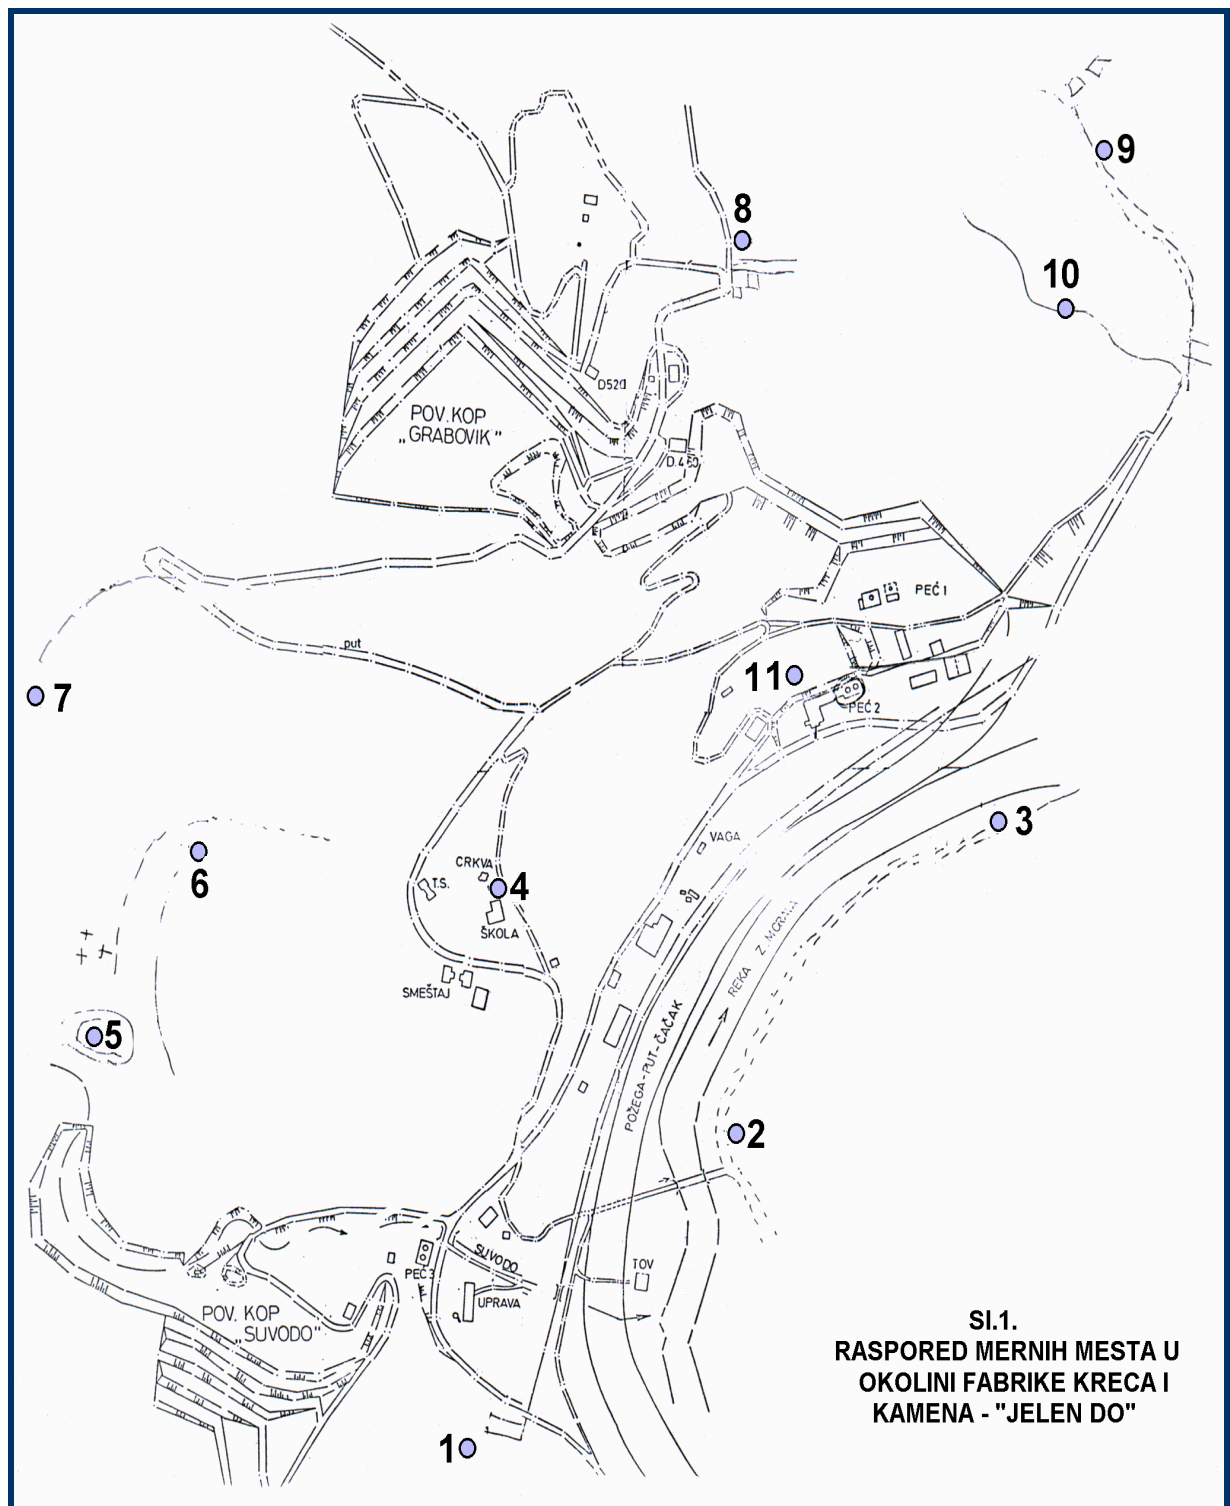 9
8
10
D520
POV. KOP
„GRABOVIK"
D.460
PEĆ 1
put
11
7
PEĆ 2
3
VAGA
6
CRKVA
T.S.
4
ŠKOLA
SMEŠTAJ
REKA Z. MORAVA
POŽEGA-PUT-ČAČAK
5
2
SUVODO
PEĆ 3
TOV
UPRAVA
POV. KOP
„SUVODO"
Sl.1.
RASPORED MERNIH MESTA U
OKOLINI FABRIKE KRECA I
KAMENA - "JELEN DO"
1